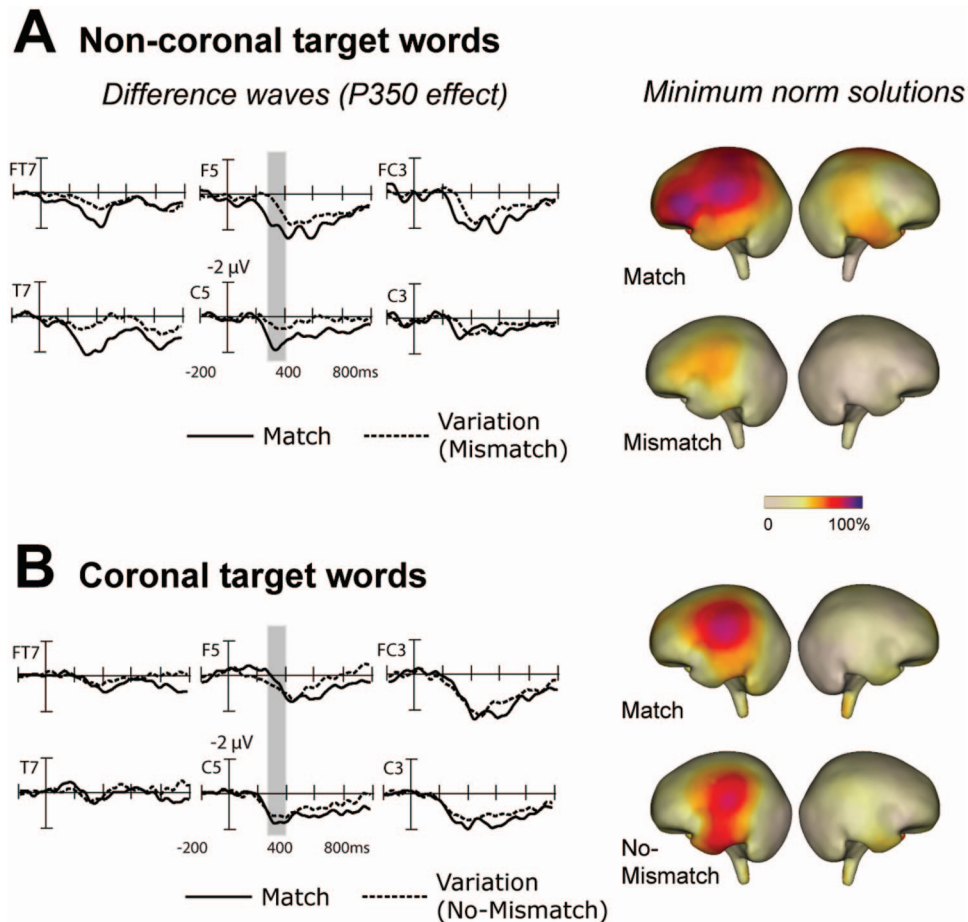 A Non-coronal target words
Difference waves (P350 effect)
Minimum norm solutions
FT7
F5
FC3
Match
-2 µV
T7
C5
C3
-200
400
800ms
Mismatch
Match
Variation
(Mismatch)
0
100%
B Coronal target words
FT7
F5
FC3
Match
-2 µV
T7
C5
C3
-200
400
800ms
No-
Mismatch
Match
Variation
(No-Mismatch)